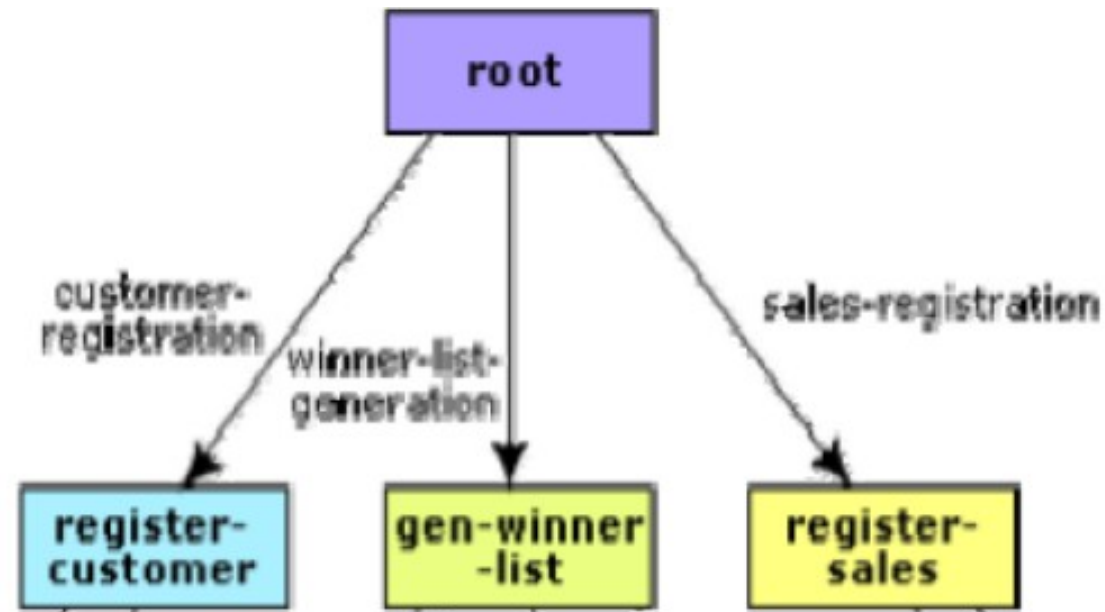 root
customer-
registration
sales-registration
winner-list-
generation
register-
customer
gen-winner
-list
register-
sales